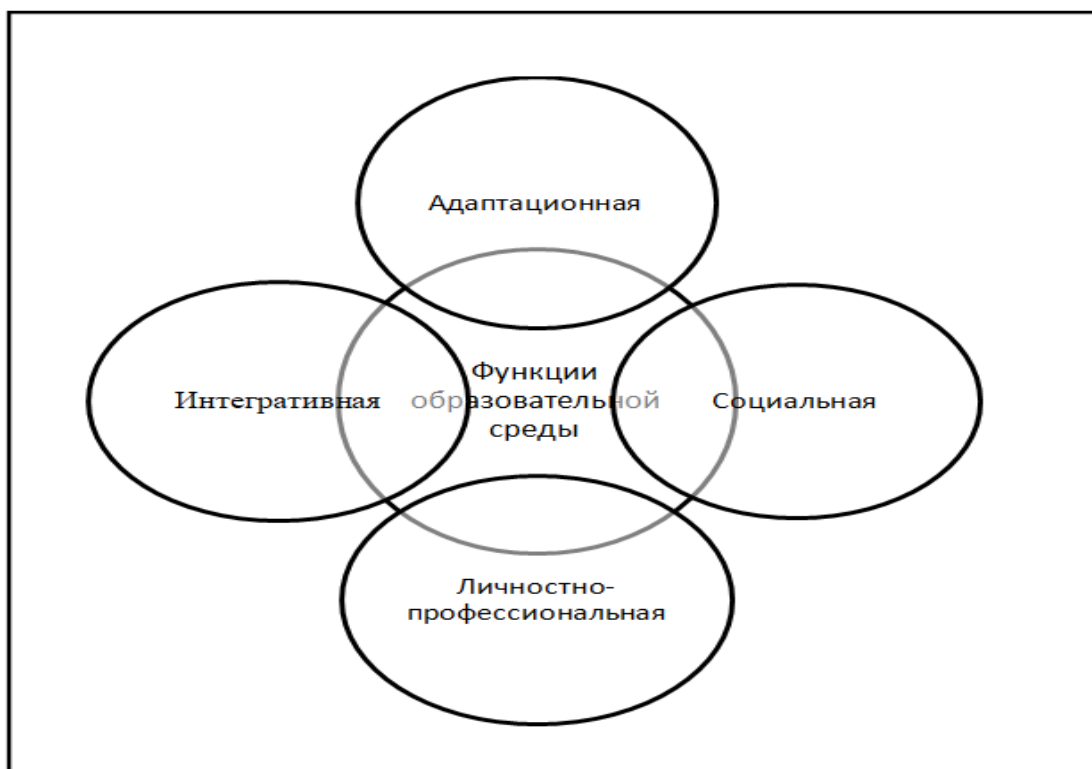 Адаптационная
Интегративная
Функции
образовательной
среды
Социальная
Личностно-
профессиональная